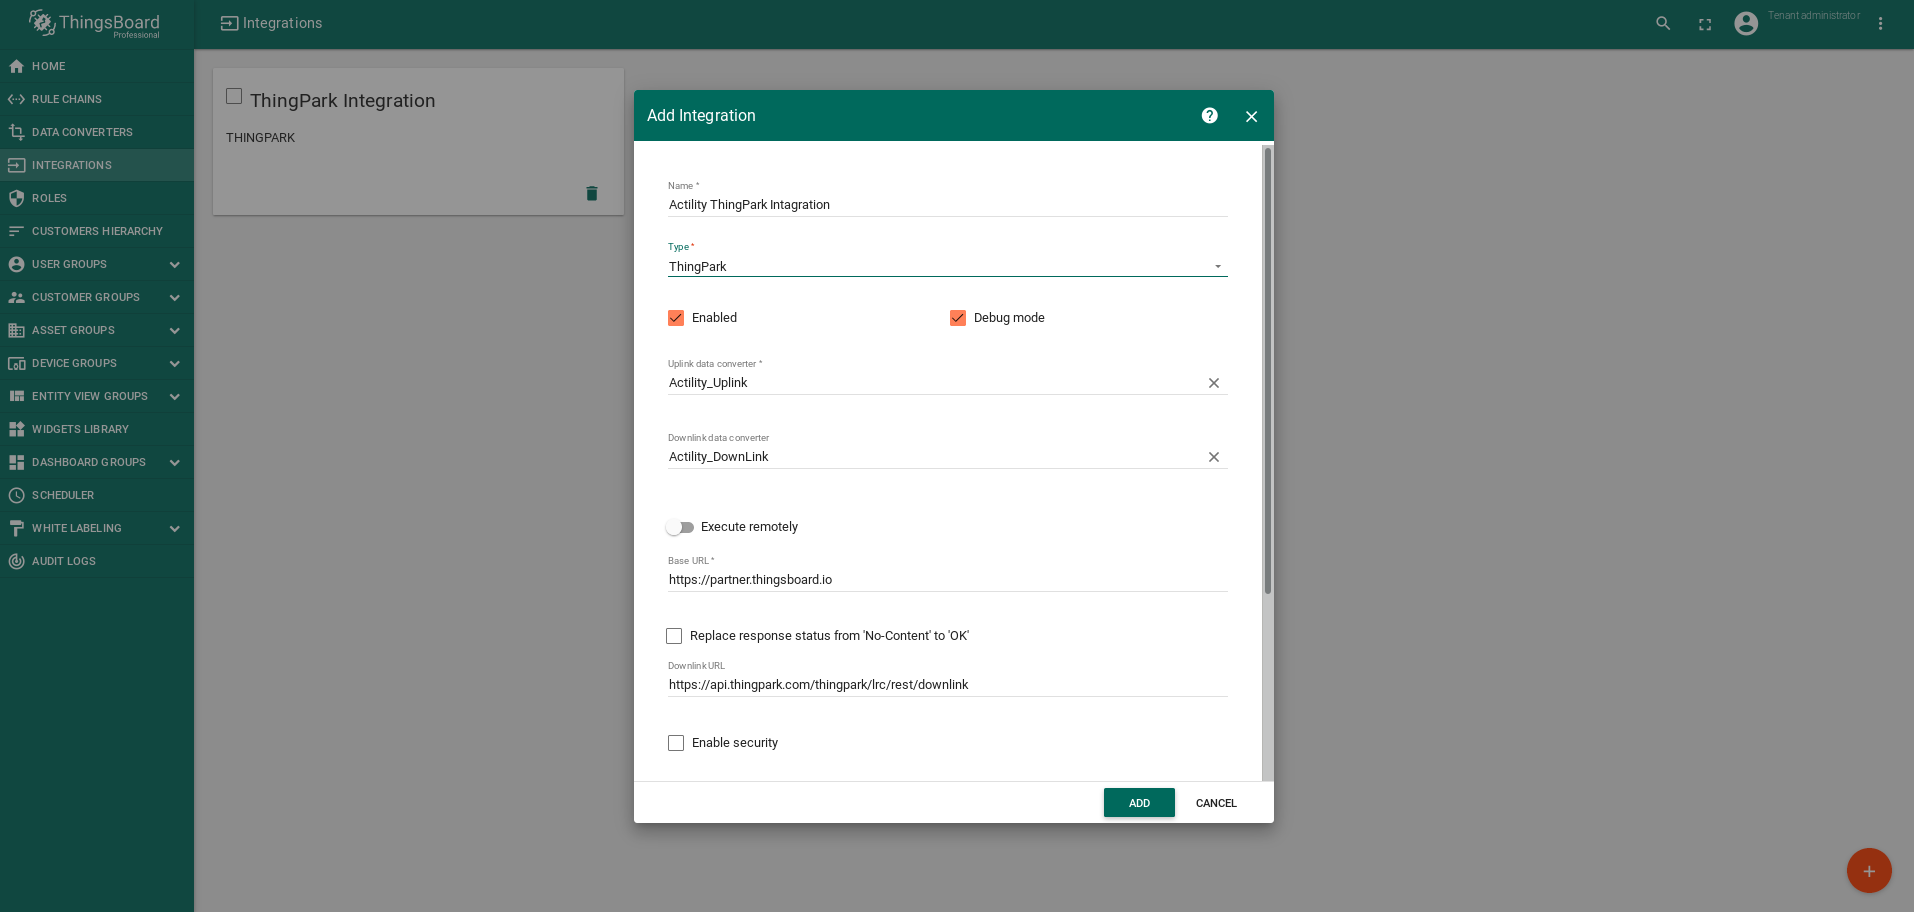 ThingsBoard
Professional
Integrations
Tenant administrator
HOME
RULE CHAINS
DATA CONVERTERS
INTEGRATIONS
ROLES
CUSTOMERS HIERARCHY
USER GROUPS
CUSTOMER GROUPS
ASSET GROUPS
DEVICE GROUPS
ENTITY VIEW GROUPS
WIDGETS LIBRARY
DASHBOARD GROUPS
SCHEDULER
WHITE LABELING
AUDIT LOGS
ThingPark Integration
THINGPARK
Add Integration
Name *
Actility ThingPark Intagration
Type *
ThingPark
Enabled Debug mode
Uplink data converter *
Actility_Uplink
Downlink data converter
Actility_DownLink
Execute remotely
Base URL *
https://partner.thingsboard.io
Replace response status from 'No-Content' to 'OK'
Downlink URL
https://api.thingpark.com/thingpark/lrc/rest/downlink
Enable security
ADD CANCEL